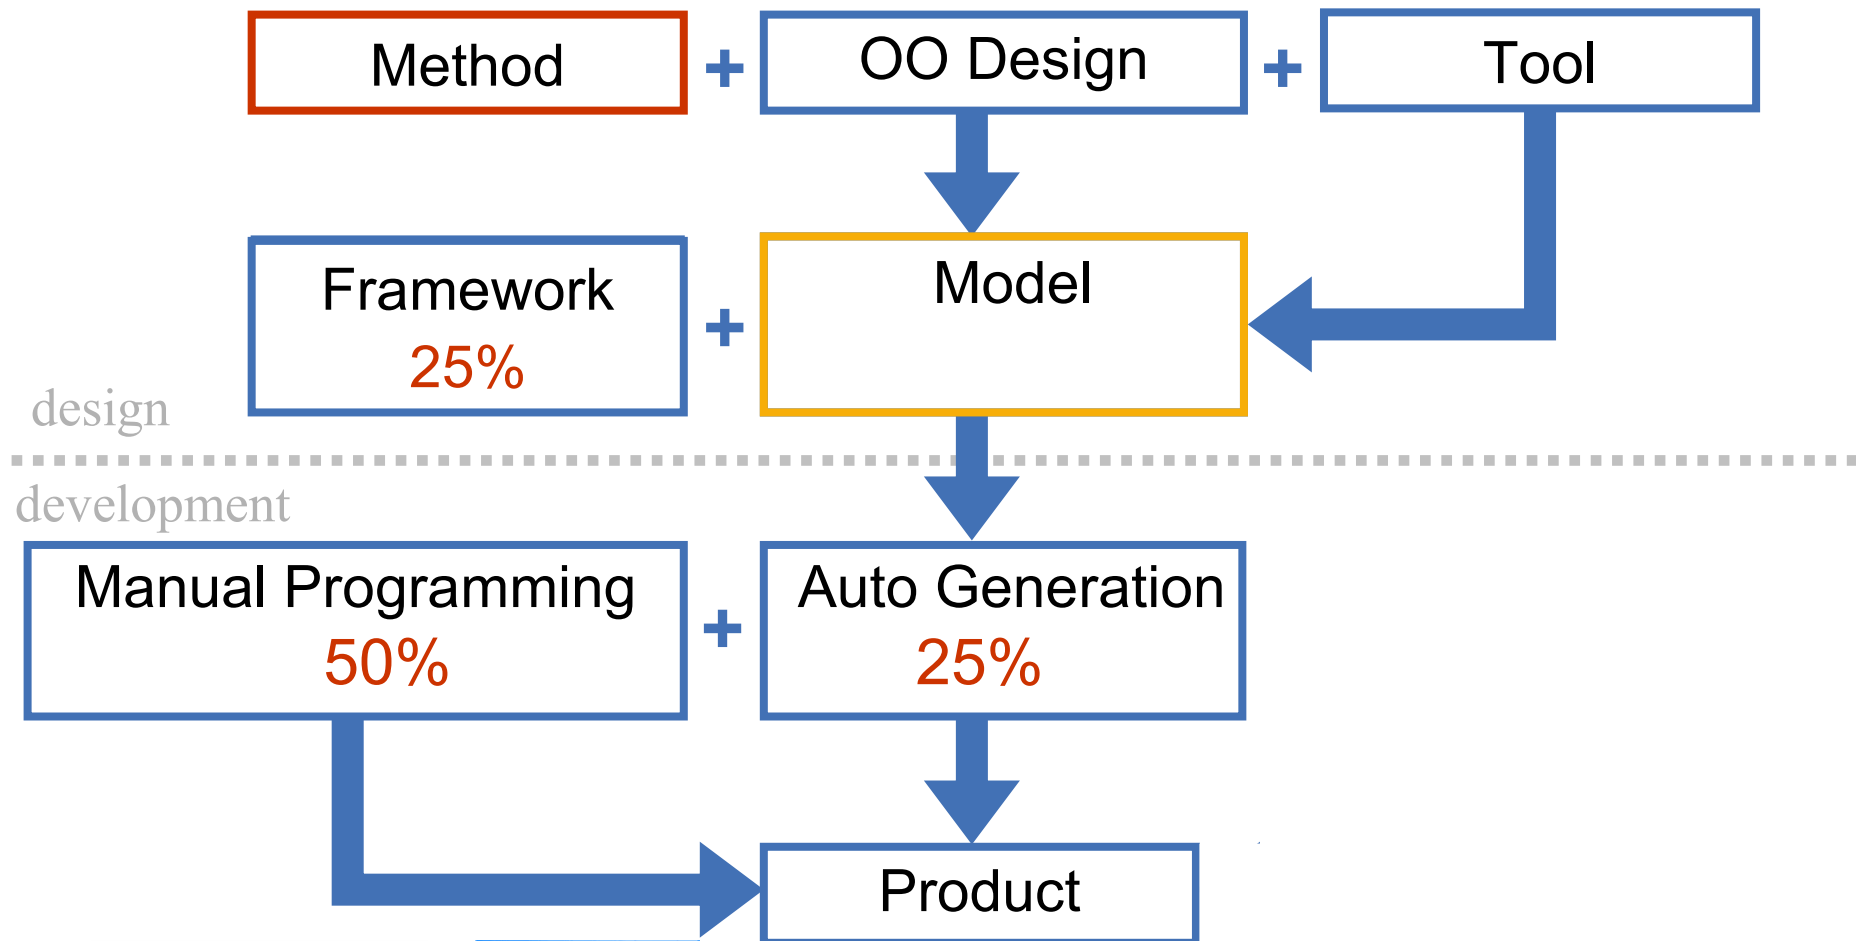 Method + OO Design + Tool
Framework + Model
25%
design
development
Manual Programming + Auto Generation
50% 25%
Product